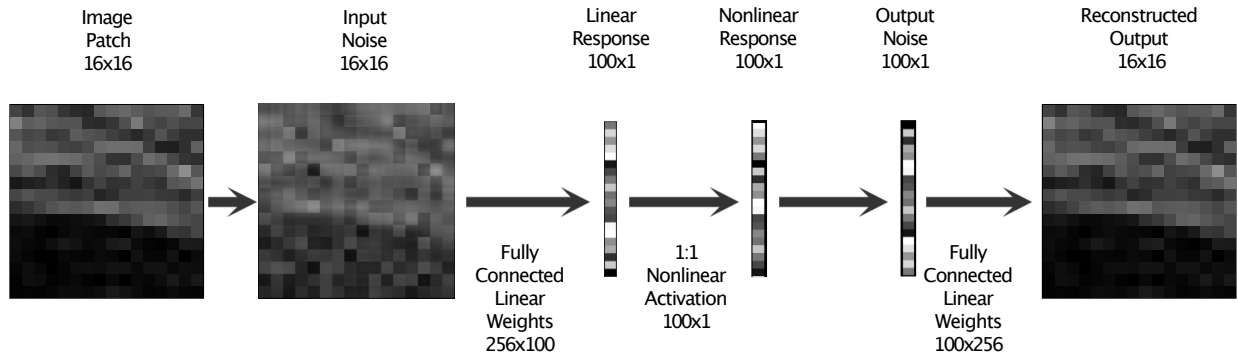 Image
Patch
16x16
Input
Noise
16x16
Linear
Response
100x1
Nonlinear
Response
100x1
Output
Noise
100x1
Reconstructed
Output
16x16
Fully
Connected
Linear
Weights
256x100
1:1
Nonlinear
Activation
100x1
Fully
Connected
Linear
Weights
100x256